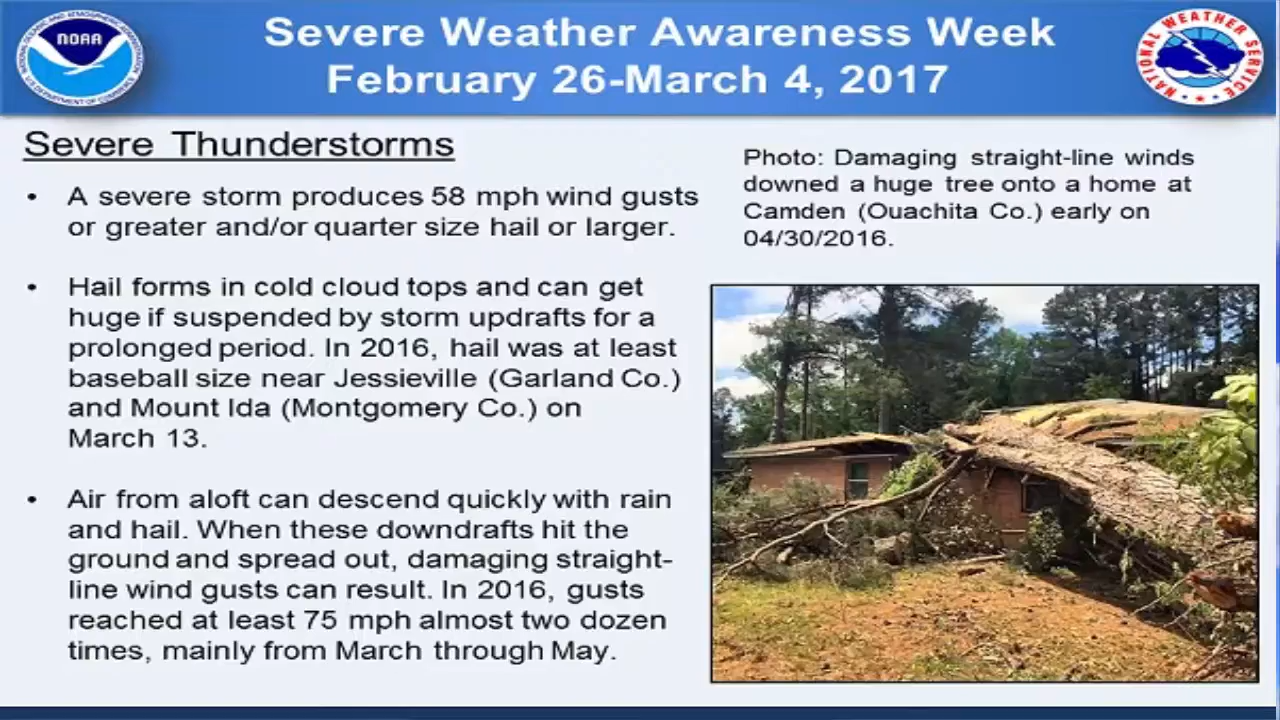 Severe Weather Awareness Week
February 26-March 4, 2017
NOAA
NATIONAL WEATHER SERVICE
Severe Thunderstorms
• A severe storm produces 58 mph wind gusts
or greater and/or quarter size hail or larger.
• Hail forms in cold cloud tops and can get
huge if suspended by storm updrafts for a
prolonged period. In 2016, hail was at least
baseball size near Jessieville (Garland Co.)
and Mount Ida (Montgomery Co.) on
March 13.
• Air from aloft can descend quickly with rain
and hail. When these downdrafts hit the
ground and spread out, damaging straight-
line wind gusts can result. In 2016, gusts
reached at least 75 mph almost two dozen
times, mainly from March through May.
Photo: Damaging straight-line winds
downed a huge tree onto a home at
Camden (Ouachita Co.) early on
04/30/2016.